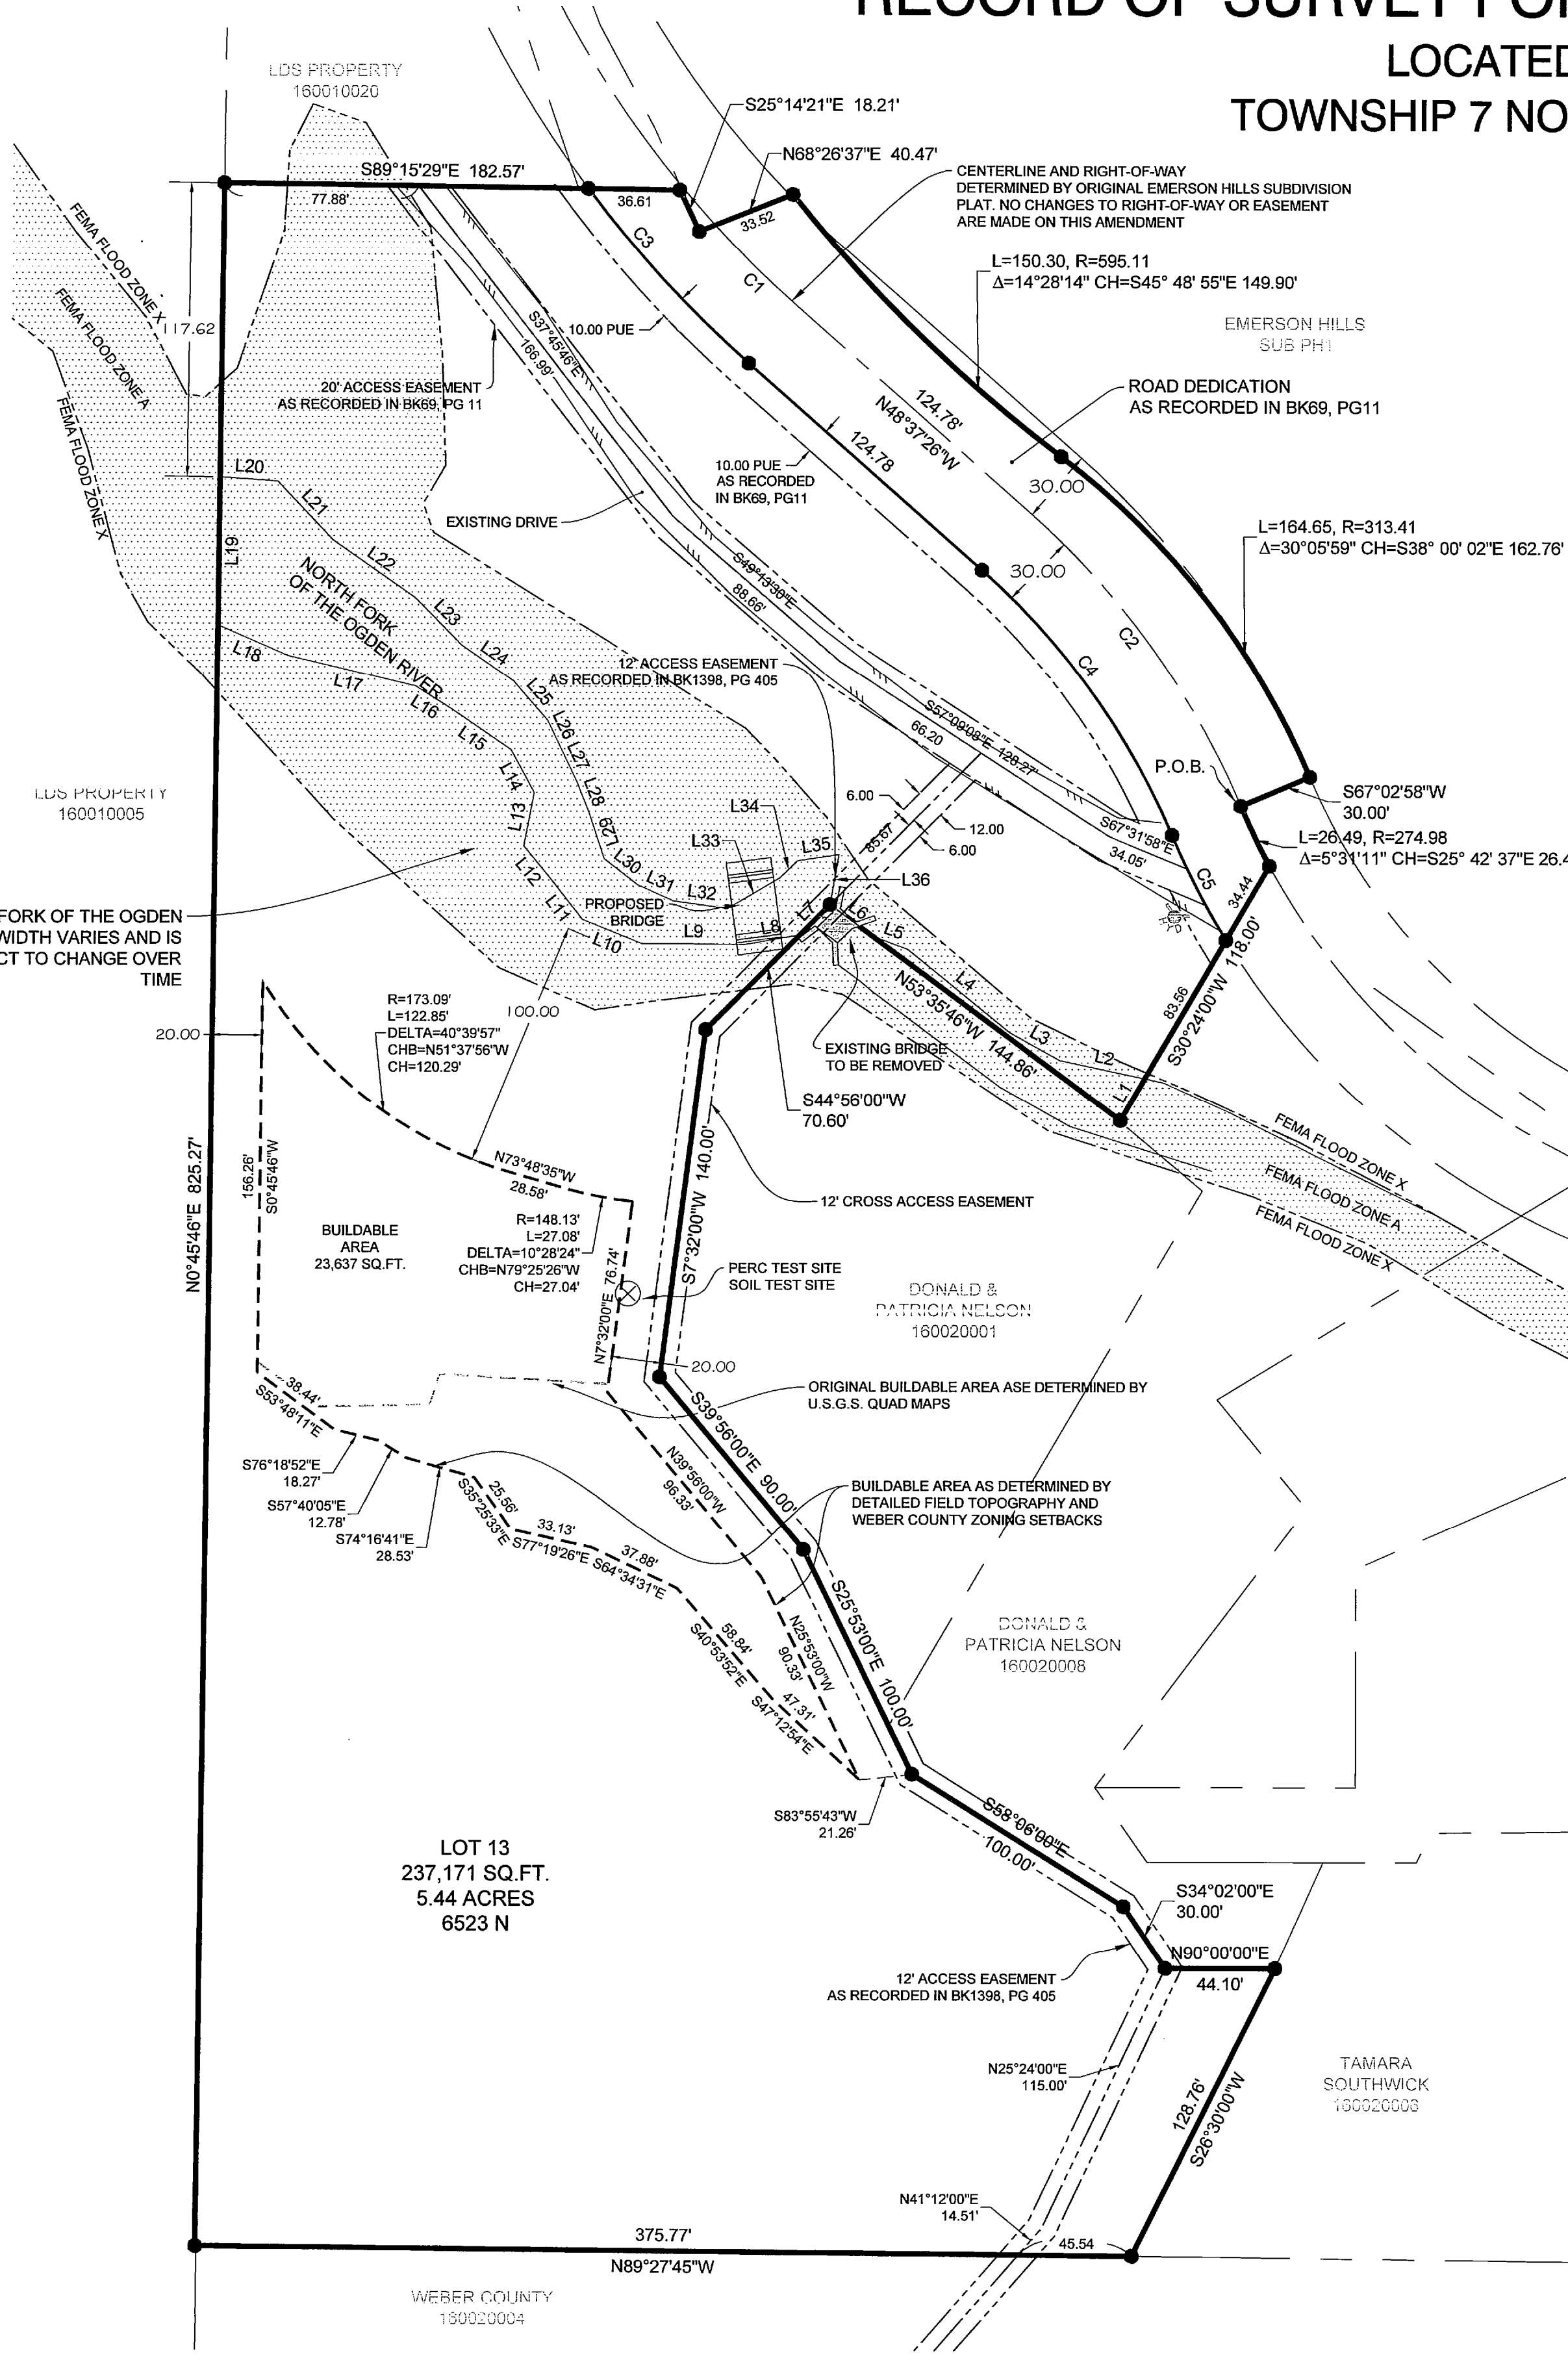 RECORD OF SURVEY FOR
LOCATED
TOWNSHIP 7 NO
LDS PROPERTY
160010020
S25°14'21"E 18.21'
N68°26'37"E 40.47'
CENTERLINE AND RIGHT-OF-WAY
DETERMINED BY ORIGINAL EMERSON HILLS SUBDIVISION
PLAT. NO CHANGES TO RIGHT-OF-WAY OR EASEMENT
ARE MADE ON THIS AMENDMENT
S89°15'29"E 182.57'
77.88'
36.61
33.52
C3
C1
L=150.30, R=595.11
Δ=14°28'14" CH=S45° 48' 55"E 149.90'
EMERSON HILLS
SUB PH1
FEMA FLOOD ZONE X
FEMA FLOOD ZONE A
FEMA FLOOD ZONE X
117.62
S37°45'46"E
166.99'
10.00 PUE
20' ACCESS EASEMENT
AS RECORDED IN BK69, PG 11
ROAD DEDICATION
AS RECORDED IN BK69, PG11
124.78'
N48°37'26"W
124.78
10.00 PUE
AS RECORDED
IN BK69, PG11
30.00
30.00
EXISTING DRIVE
L=164.65, R=313.41
Δ=30°05'59" CH=S38° 00' 02"E 162.76'
L20
L21
L22
L19
L23
L24
NORTH FORK
OF THE OGDEN RIVER
S49°43'30"E
88.66'
C2
C4
L18
L17
L16
L15
L25
L26
L27
L28
L29
L14
L13
12' ACCESS EASEMENT
AS RECORDED IN BK1398, PG 405
S57°09'08"E 128.27'
66.20
P.O.B.
S67°02'58"W
30.00'
LDS PROPERTY
160010005
6.00
12.00
6.00
85.67
L34
L33
L35
L36
S67°31'58"E
34.05'
C5
L=26.49, R=274.98
Δ=5°31'11" CH=S25° 42' 37"E 26.4
L12
L11
L10
L30
L31
L32
L9
L8
L7
L6
L5
L4
L3
L2
L1
PROPOSED
BRIDGE
34.44
HYD
FORK OF THE OGDEN
WIDTH VARIES AND IS
CT TO CHANGE OVER
TIME
83.56
S30°24'00"W 118.00'
N53°35'46"W 144.86'
20.00
R=173.09'
L=122.85'
DELTA=40°39'57"
CHB=N51°37'56"W
CH=120.29'
100.00
EXISTING BRIDGE
TO BE REMOVED
S44°56'00"W
70.60'
FEMA FLOOD ZONE X
FEMA FLOOD ZONE A
FEMA FLOOD ZONE X
N0°45'46"E 825.27'
156.26'
S0°45'46"W
N73°48'35"W
28.58'
12' CROSS ACCESS EASEMENT
S7°32'00"W 140.00'
BUILDABLE
AREA
23,637 SQ.FT.
R=148.13'
L=27.08'
DELTA=10°28'24"
CHB=N79°25'26"W
CH=27.04'
N7°32'00"E 76.74'
PERC TEST SITE
SOIL TEST SITE
DONALD &
PATRICIA NELSON
160020001
20.00
ORIGINAL BUILDABLE AREA ASE DETERMINED BY
U.S.G.S. QUAD MAPS
38.44'
S53°48'11"E
S39°56'00"E 90.00'
N39°56'00"W
96.33'
S76°18'52"E
18.27'
S57°40'05"E
12.78'
S74°16'41"E
28.53'
25.56'
S35°25'33"E
33.13'
S77°19'26"E
37.88'
S64°34'31"E
BUILDABLE AREA AS DETERMINED BY
DETAILED FIELD TOPOGRAPHY AND
WEBER COUNTY ZONING SETBACKS
58.84'
S40°53'52"E
N25°53'00"W
90.33'
S25°53'00"E 100.00'
47.31'
S47°12'54"E
DONALD &
PATRICIA NELSON
160020008
S83°55'43"W
21.26'
S58°06'00"E
100.00'
LOT 13
237,171 SQ.FT.
5.44 ACRES
6523 N
S34°02'00"E
30.00'
N90°00'00"E
44.10'
12' ACCESS EASEMENT
AS RECORDED IN BK1398, PG 405
N25°24'00"E
115.00'
128.76'
S26°30'00"W
TAMARA
SOUTHWICK
N41°12'00"E
14.51'
45.54
375.77'
N89°27'45"W
WEBER COUNTY
160020004